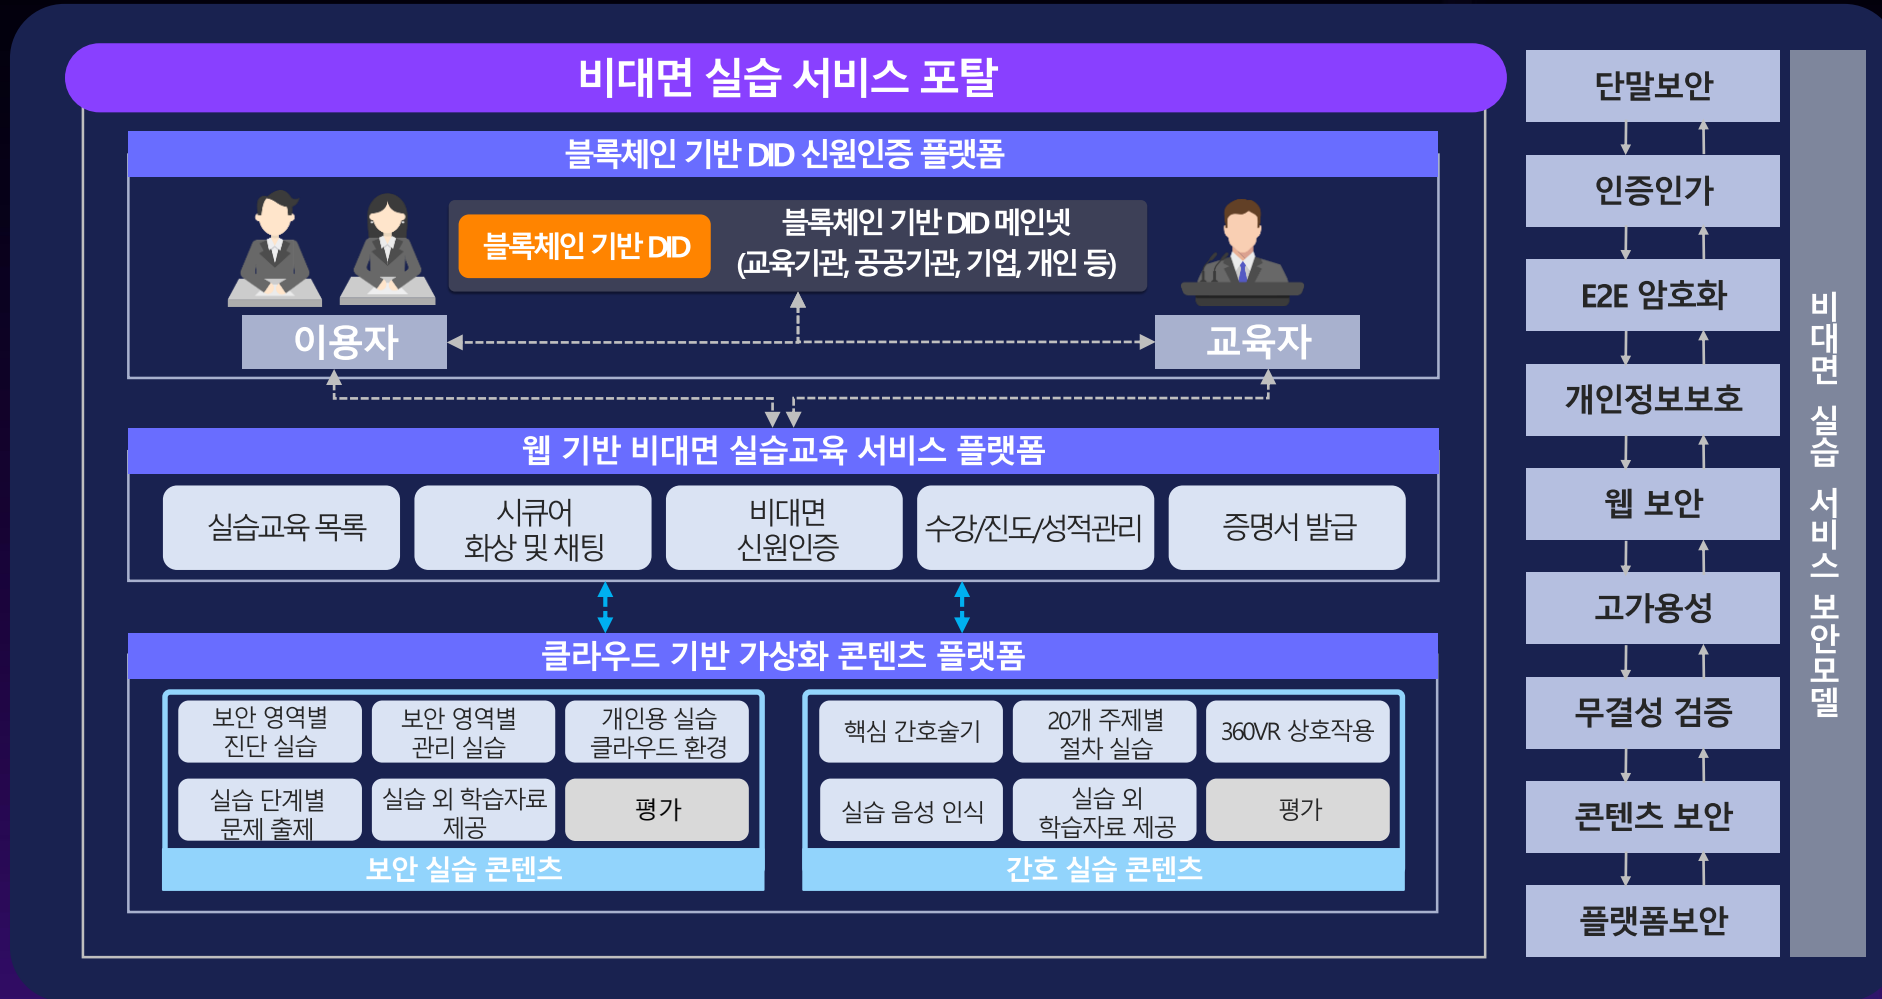 비대면 실습 서비스 포탈
블록체인 기반 DID 신원인증 플랫폼
블록체인 기반 DID
블록체인 기반 DID 메인넷
(교육기관, 공공기관, 기업, 개인 등)
이용자
교육자
웹 기반 비대면 실습교육 서비스 플랫폼
실습교육 목록
시큐어
화상 및 채팅
비대면
신원인증
수강/진도/성적관리
증명서 발급
클라우드 기반 가상화 콘텐츠 플랫폼
보안 영역별
진단 실습
보안 영역별
관리 실습
개인용 실습
클라우드 환경
실습 단계별
문제 출제
실습 외 학습자료
제공
평가
보안 실습 콘텐츠
핵심 간호술기
20개 주제별
절차 실습
360VR 상호작용
실습 음성 인식
실습 외
학습자료 제공
평가
간호 실습 콘텐츠
단말보안
인증인가
E2E 암호화
개인정보보호
웹 보안
고가용성
무결성 검증
콘텐츠 보안
플랫폼보안
비대면 실습 서비스 보안모델